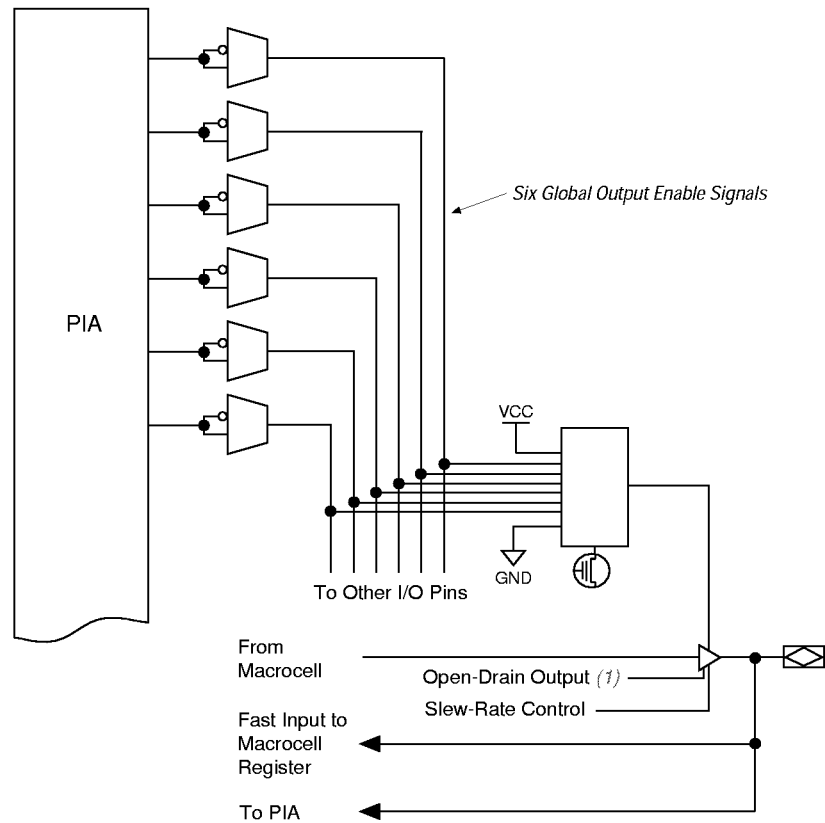 Six Global Output Enable Signals
PIA
VCC
GND
To Other I/O Pins
From
Macrocell
Open-Drain Output (1)
Slew-Rate Control
Fast Input to
Macrocell
Register
To PIA